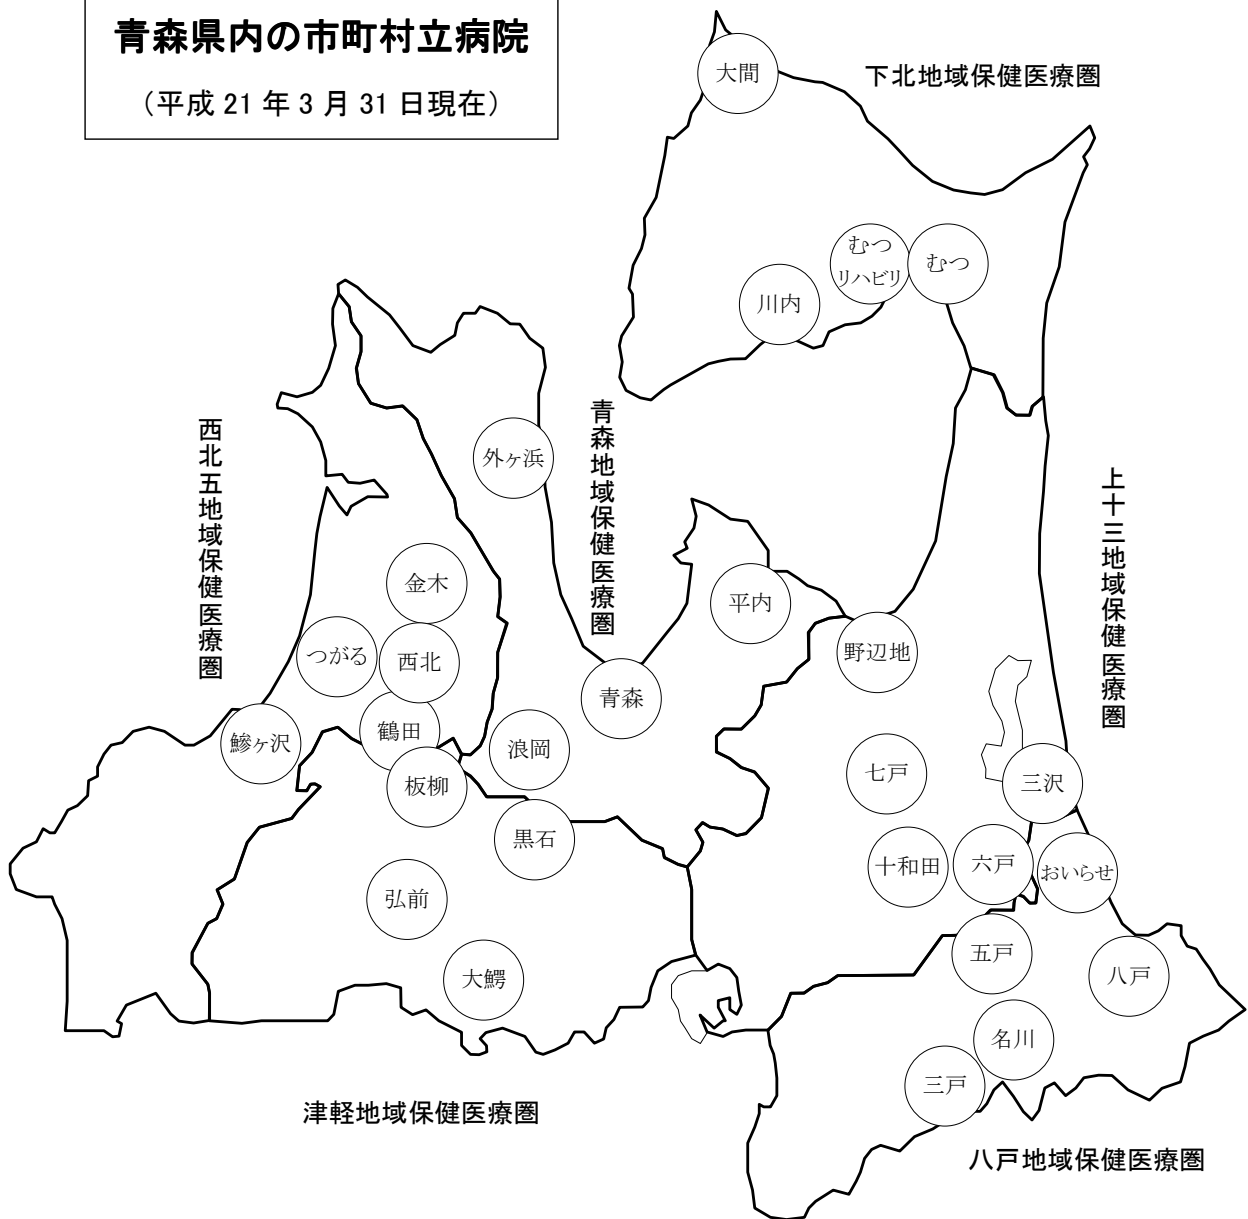 青森県内の市町村立病院
（平成 21 年 3 月 31 日現在）
大間
下北地域保健医療圏
むつ
リハビリ
むつ
川内
西北五地域保健医療圏
青森地域保健医療圏
外ヶ浜
上十三地域保健医療圏
金木
平内
つがる
西北
野辺地
青森
鶴田
鰺ヶ沢
浪岡
板柳
七戸
三沢
黒石
十和田
六戸
おいらせ
弘前
五戸
八戸
大鰐
名川
三戸
津軽地域保健医療圏
八戸地域保健医療圏